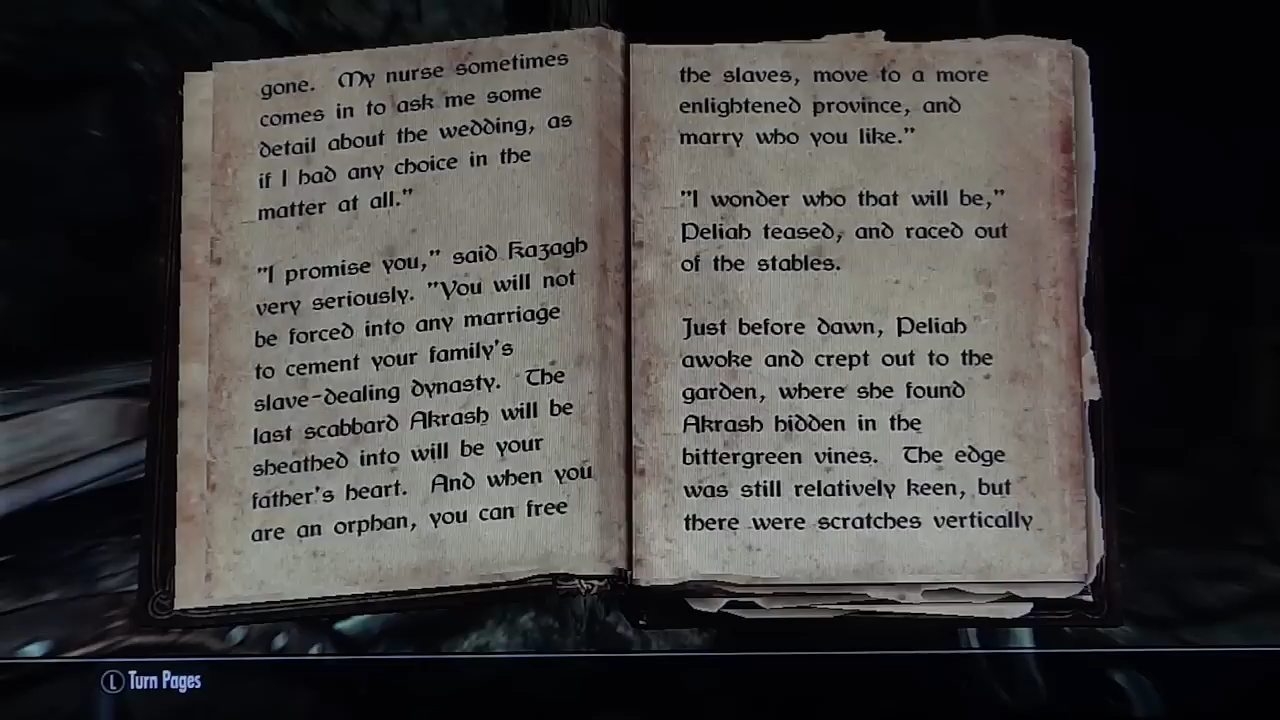 gone. My nurse sometimes
comes in to ask me some
detail about the wedding, as
if I had any choice in the
matter at all."
"I promise you," said Kazagh
very seriously. "You will not
be forced into any marriage
to cement your family's
slave-dealing dynasty. The
last scabbard Akrash will be
sheathed into will be your
father's heart. And when you
are an orphan, you can free
the slaves, move to a more
enlightened province, and
marry who you like."
"I wonder who that will be,"
Peliah teased, and raced out
of the stables.
Just before dawn, Peliah
awoke and crept out to the
garden, where she found
Akrash hidden in the
bittergreen vines. The edge
was still relatively keen, but
there were scratches vertically
L Turn Pages